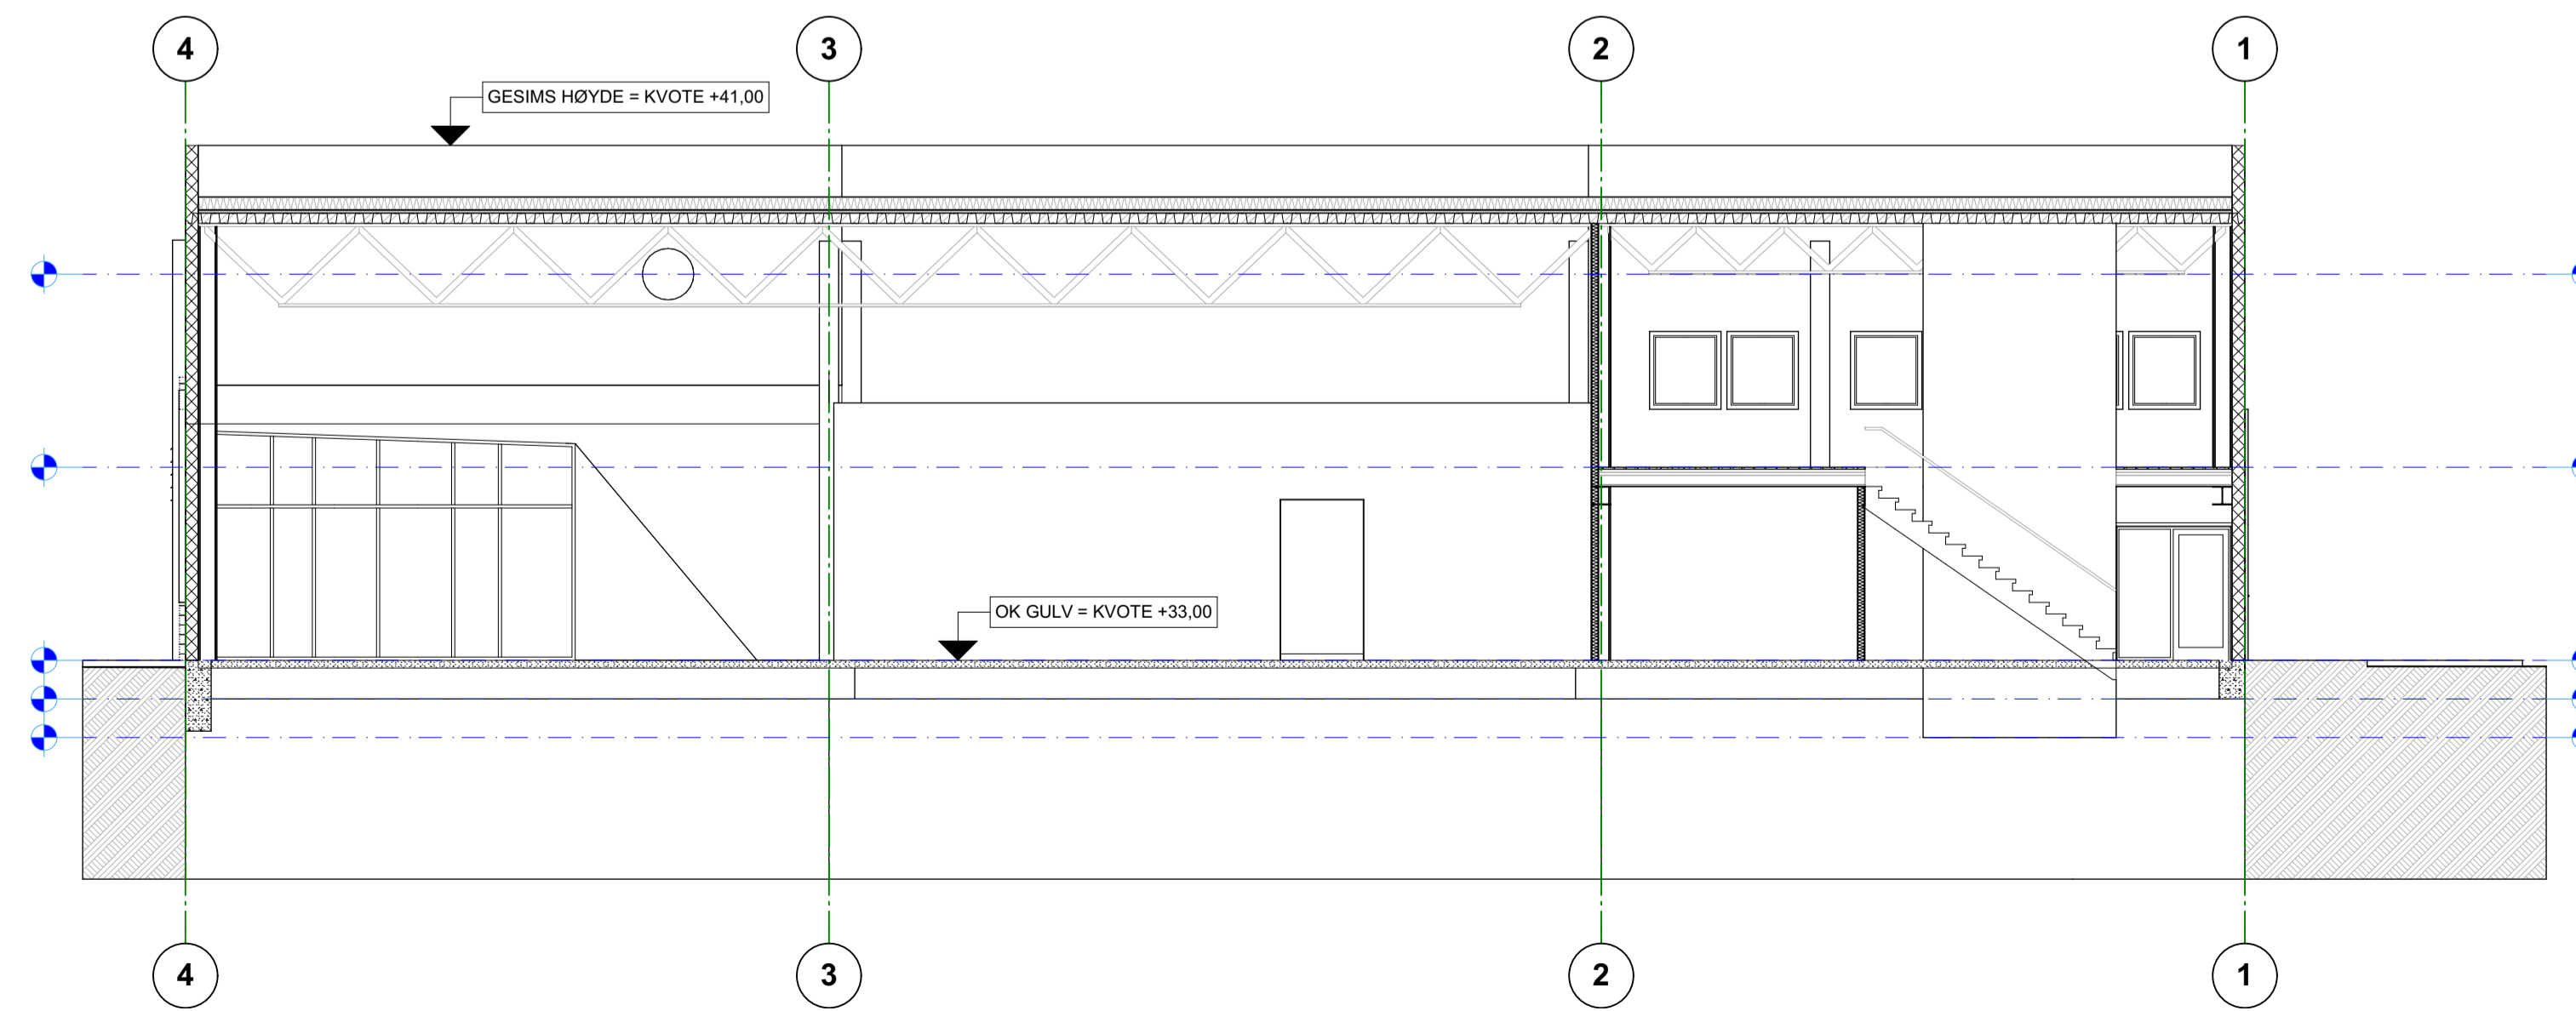 4 3 2 1
GESIMS HØYDE = KVOTE +41,00
OK GULV = KVOTE +33,00
4 3 2 1